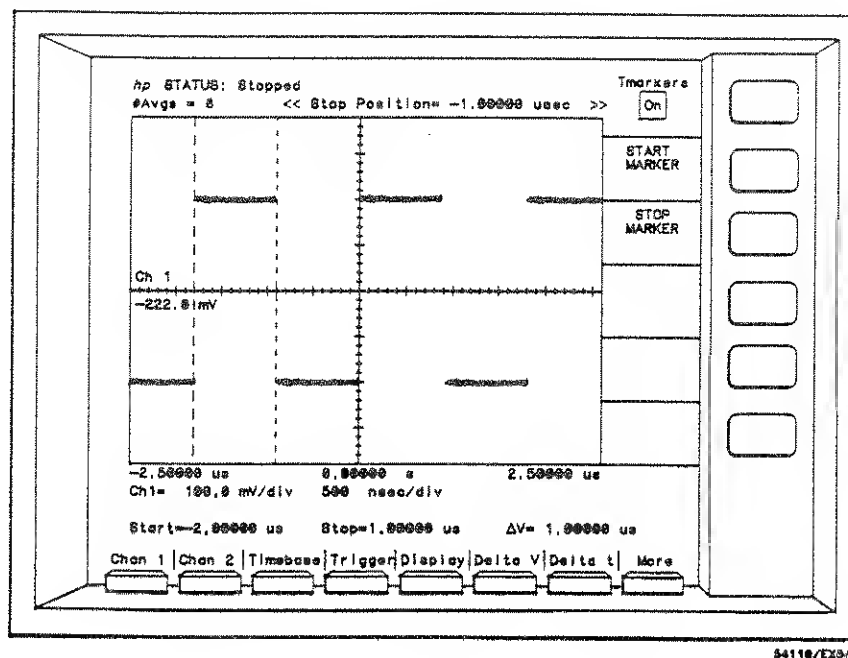 hp STATUS: Stopped
#Avgs = 8 << Stop Position= -1.00000 usec >>
Tmarkers
On
START
MARKER
STOP
MARKER
Ch 1
-222.8 mV
-2.50000 us 0.00000 s 2.50000 us
Ch1= 100.0 mV/div 500 nsec/div
Start=-2.00000 us Stop=1.00000 us ΔV= 1.00000 us
Chan 1 Chan 2 Timebase Trigger Display Delta V Delta t More